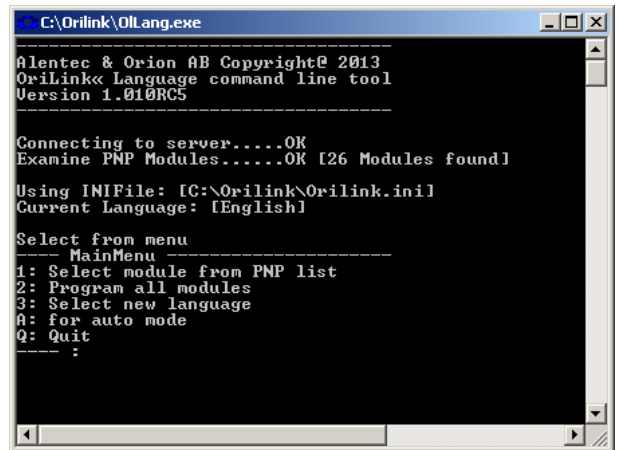 C:\Orilink\OlLang.exe
-----------------------------------
Alentec & Orion AB Copyright@ 2013
OriLink« Language command line tool
Version 1.010RC5
-----------------------------------
Connecting to server.....OK
Examine PNP Modules......OK [26 Modules found]
Using INIFile: [C:\Orilink\Orilink.ini]
Current Language: [English]
Select from menu
---- MainMenu ---------------------
1: Select module from PNP list
2: Program all modules
3: Select new language
A: for auto mode
Q: Quit
---- :